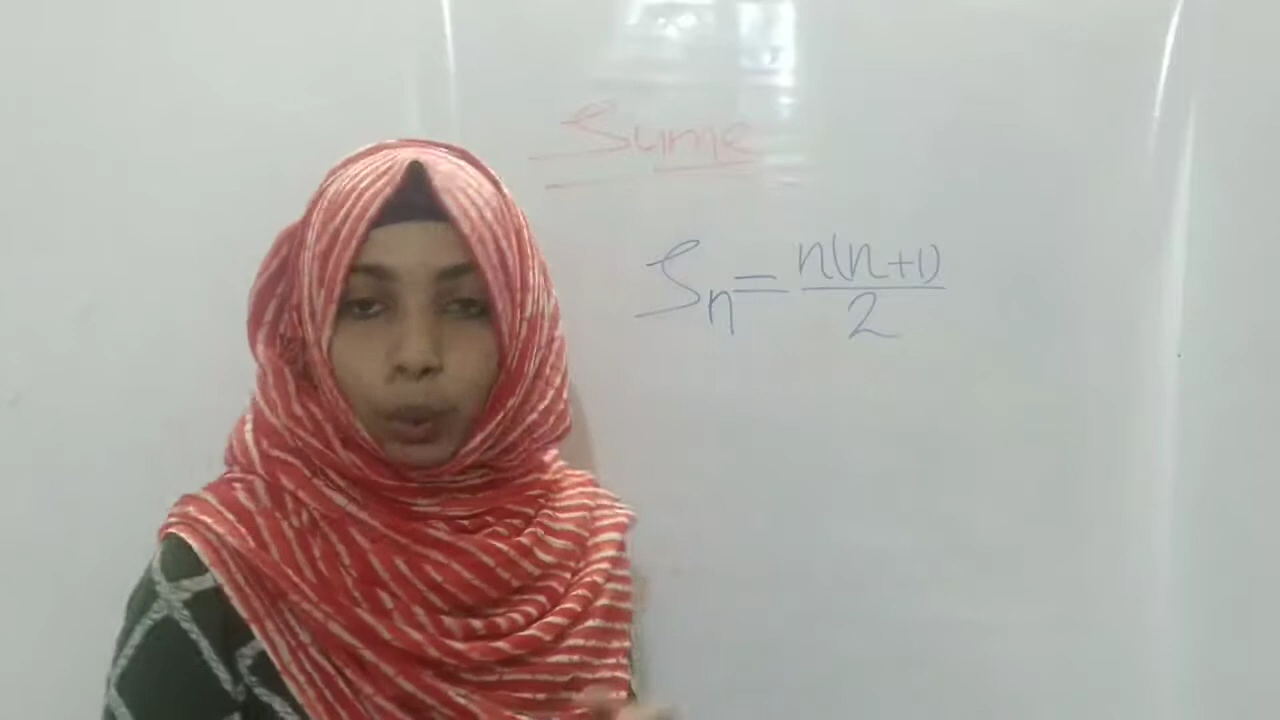 Sume
Sn = n(n+1)/2